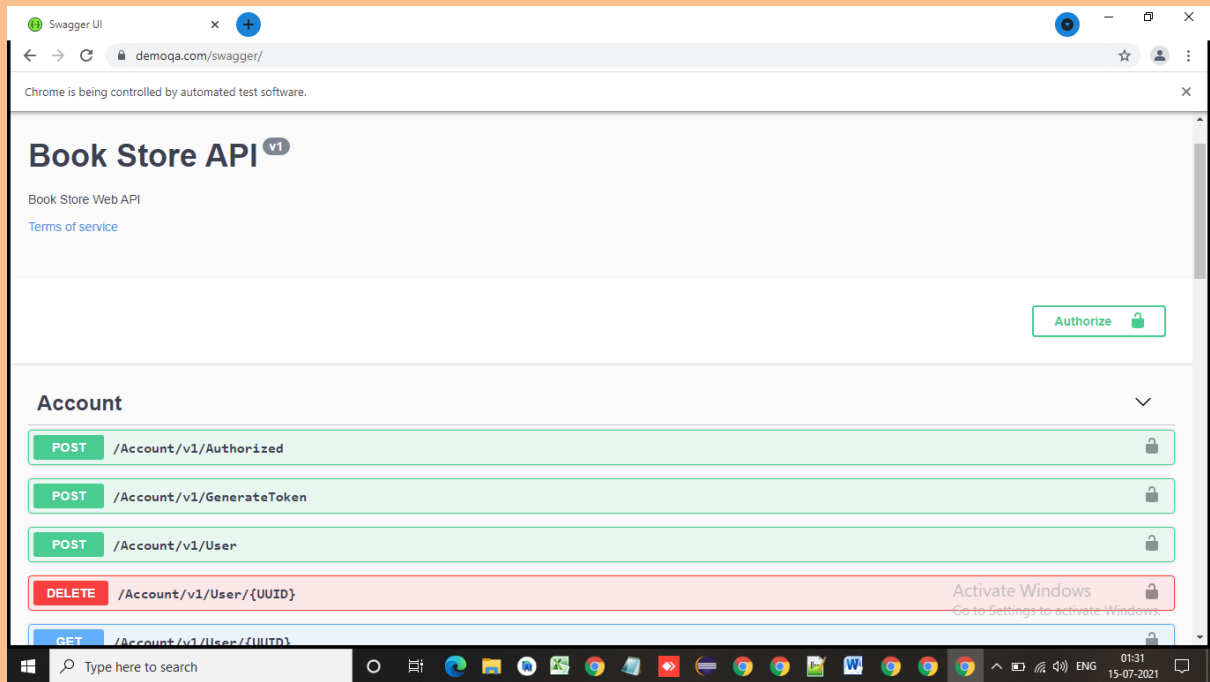 Swagger UI
demoqa.com/swagger/
Chrome is being controlled by automated test software.
Book Store API v1
Book Store Web API
Terms of service
Authorize
Account
POST /Account/v1/Authorized
POST /Account/v1/GenerateToken
POST /Account/v1/User
DELETE /Account/v1/User/{UUID}
Activate Windows
Go to Settings to activate Windows.
GET /Account/v1/User/{UUID}
Type here to search
ENG
01:31
15-07-2021